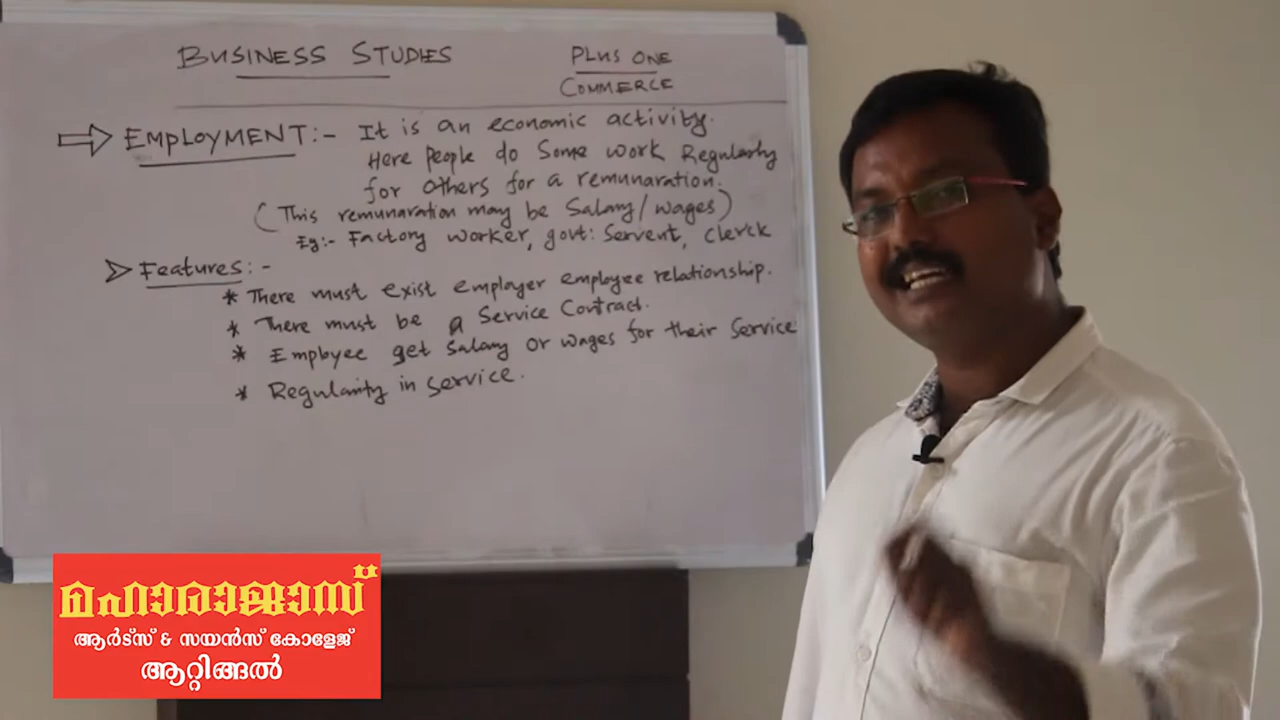 BUSINESS STUDIES
PLUS ONE
COMMERCE
EMPLOYMENT:- It is an economic activity.
Here people do Some work Regularly
for others for a remunaration.
(This remunaration may be Salary/wages)
Eg:- Factory worker, govt: Servent, clerck
Features:-
* There must exist employer employee relationship.
* There must be a Service Contract.
* Employee get Salary or wages for their Service
* Regularity in service.
മഹാരാജാസ്
ആർട്സ് & സയൻസ് കോളേജ്
ആറ്റിങ്ങൽ